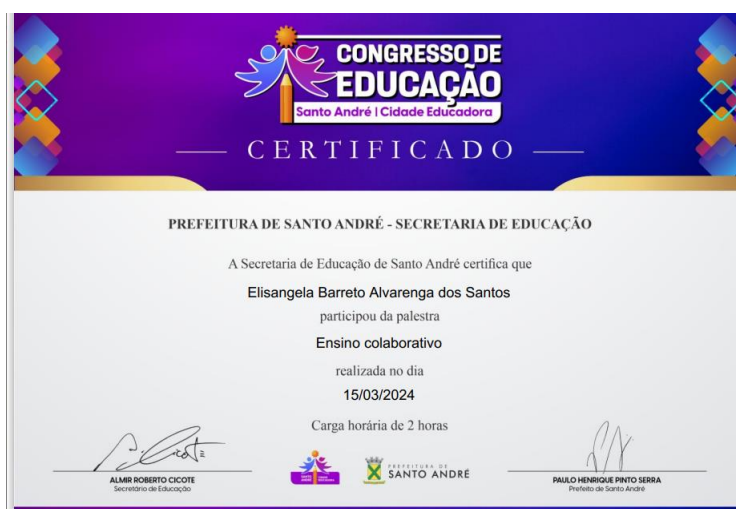 CONGRESSO DE
EDUCAÇÃO
Santo André | Cidade Educadora
CERTIFICADO
PREFEITURA DE SANTO ANDRÉ - SECRETARIA DE EDUCAÇÃO
A Secretaria de Educação de Santo André certifica que
Elisangela Barreto Alvarenga dos Santos
participou da palestra
Ensino colaborativo
realizada no dia
15/03/2024
Carga horária de 2 horas
ALMIR ROBERTO CICOTE
Secretário de Educação
PREFEITURA DE
SANTO ANDRÉ
PAULO HENRIQUE PINTO SERRA
Prefeito de Santo André